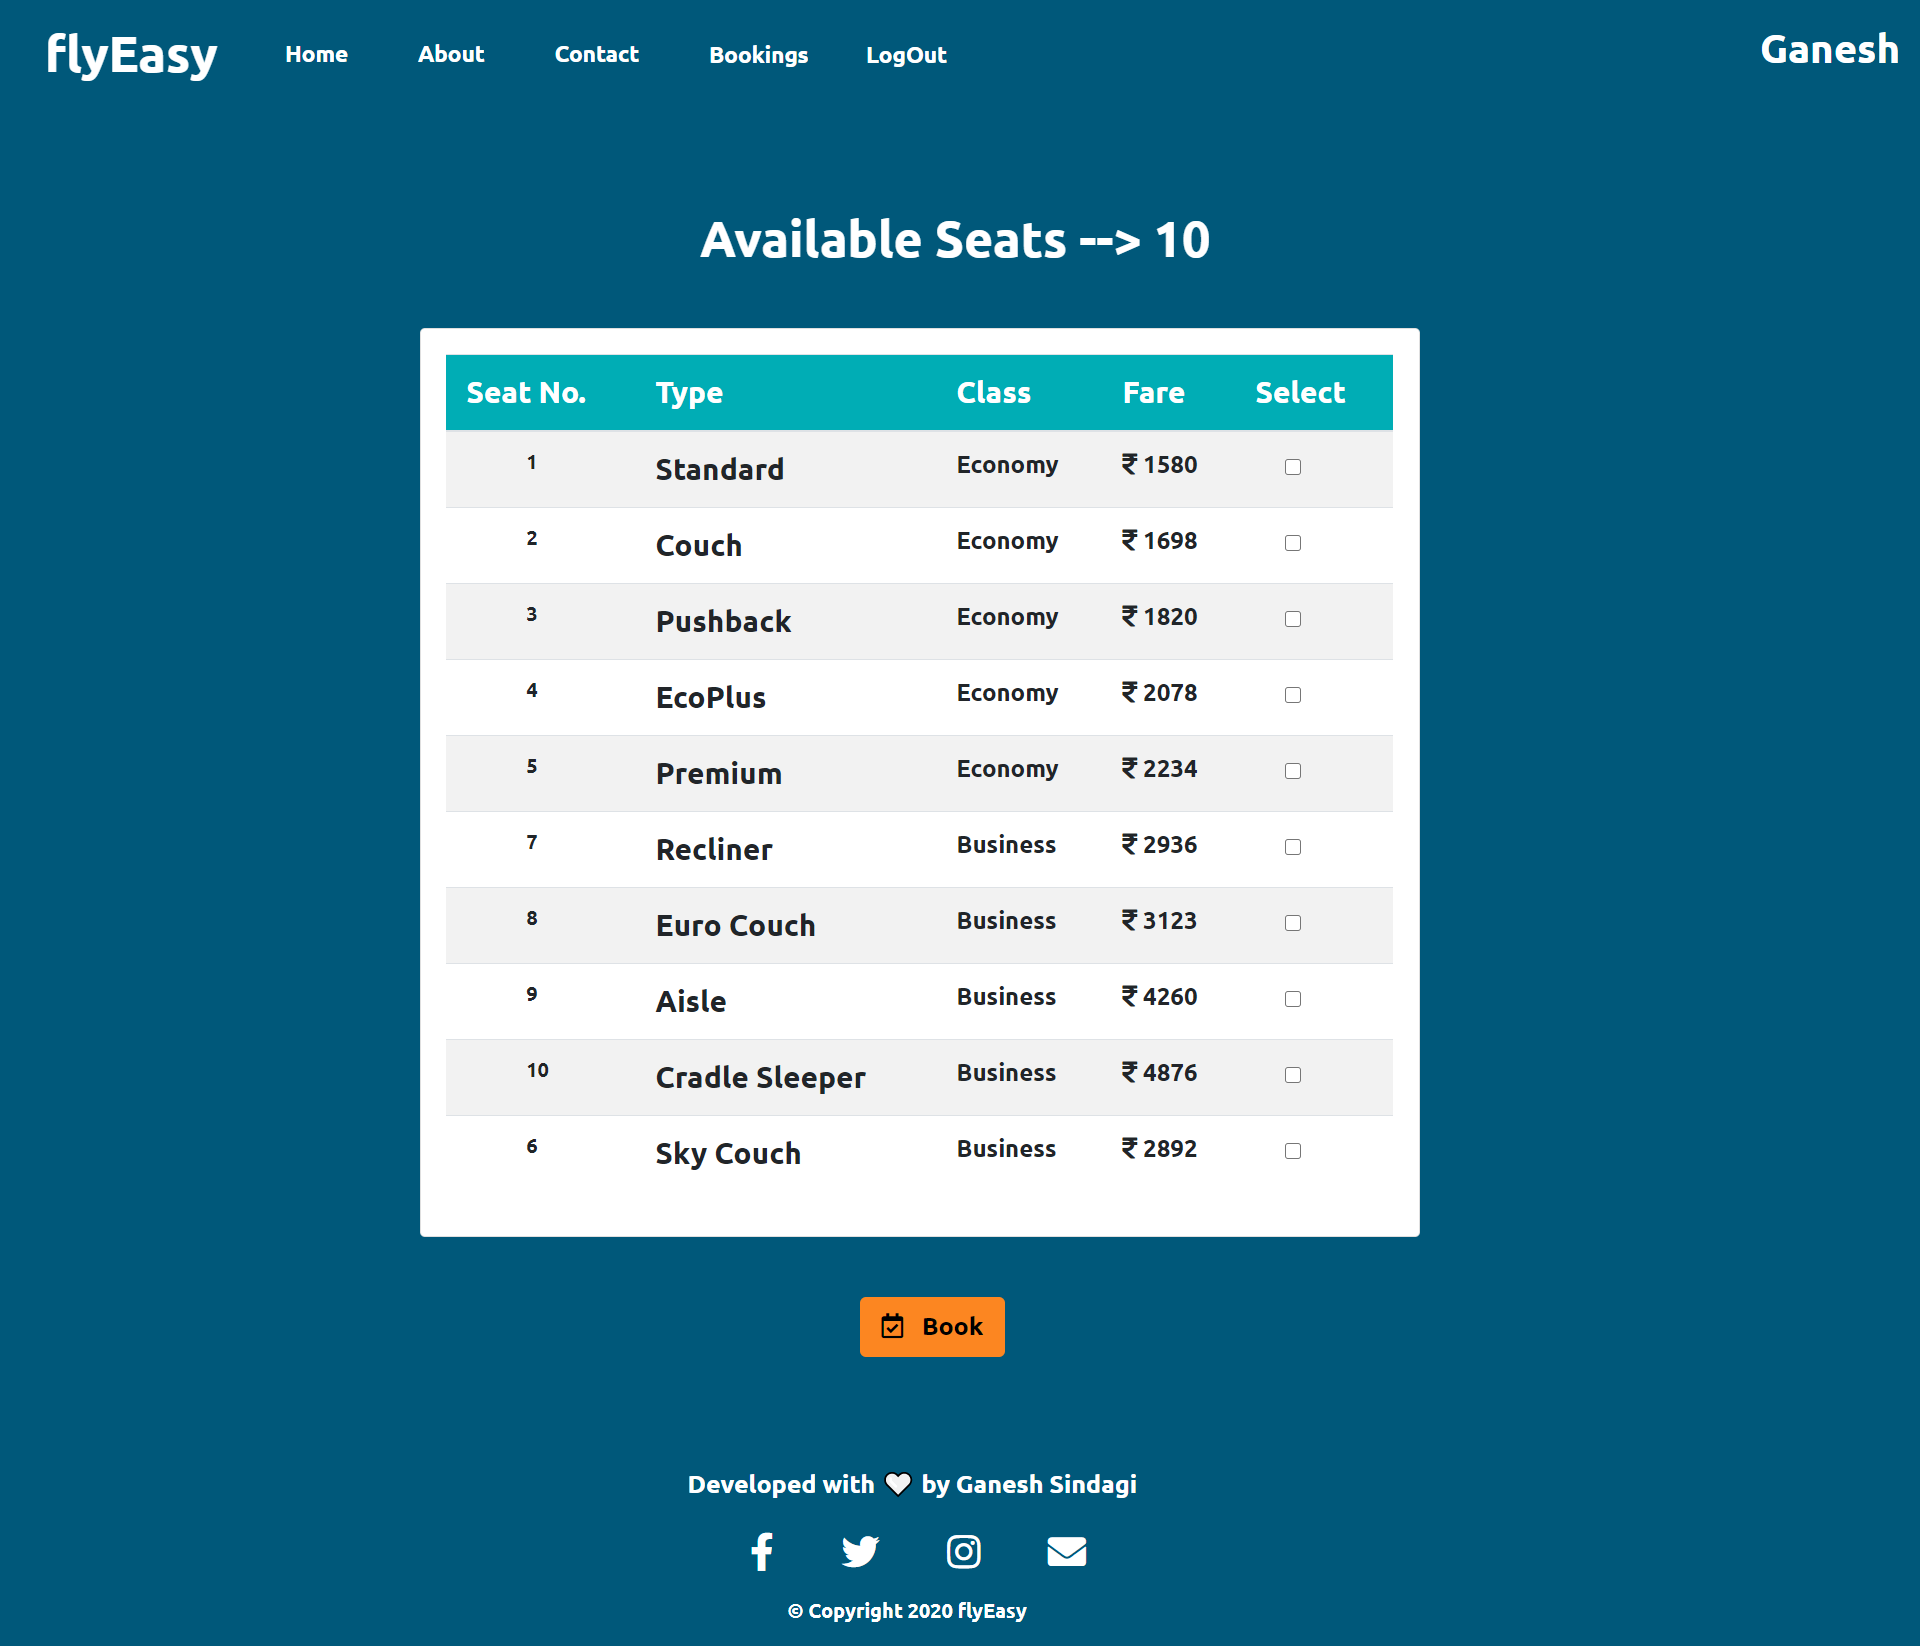 flyEasy Home About Contact Bookings LogOut Ganesh
Available Seats --> 10
Seat No. Type Class Fare Select
1 Standard Economy ₹ 1580
2 Couch Economy ₹ 1698
3 Pushback Economy ₹ 1820
4 EcoPlus Economy ₹ 2078
5 Premium Economy ₹ 2234
7 Recliner Business ₹ 2936
8 Euro Couch Business ₹ 3123
9 Aisle Business ₹ 4260
10 Cradle Sleeper Business ₹ 4876
6 Sky Couch Business ₹ 2892
Book
Developed with by Ganesh Sindagi
© Copyright 2020 flyEasy